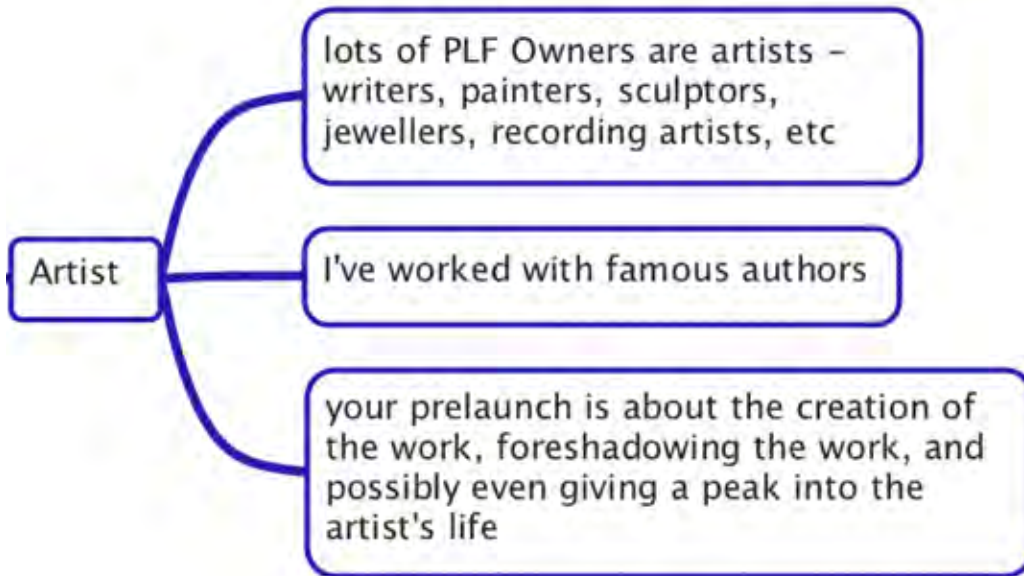 lots of PLF Owners are artists –
writers, painters, sculptors,
jewellers, recording artists, etc
Artist
I've worked with famous authors
your prelaunch is about the creation of
the work, foreshadowing the work, and
possibly even giving a peak into the
artist's life